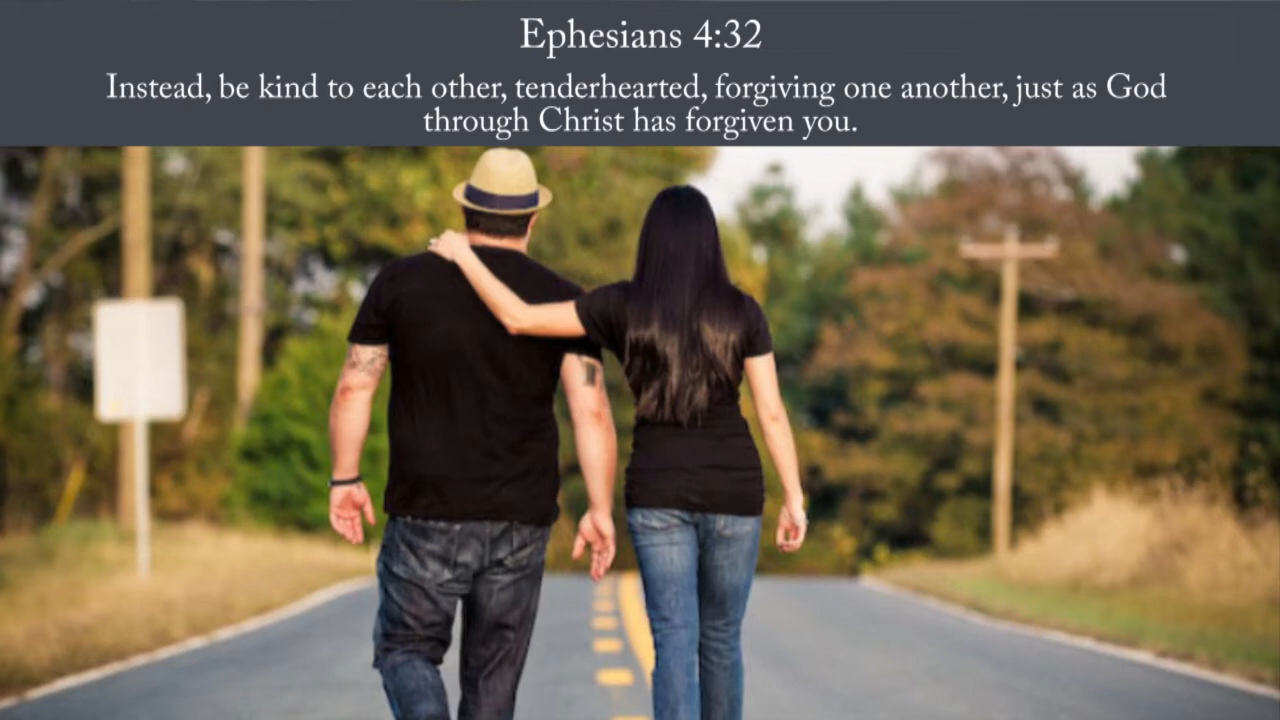 Ephesians 4:32
Instead, be kind to each other, tenderhearted, forgiving one another, just as God
through Christ has forgiven you.